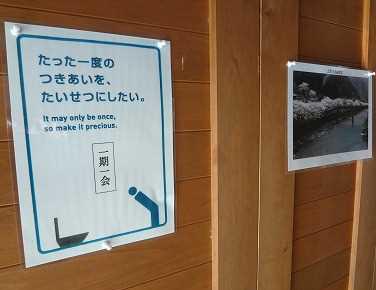 たった一度の
つきあいを、
たいせつにしたい。
It may only be once,
so make it precious.
一期一会